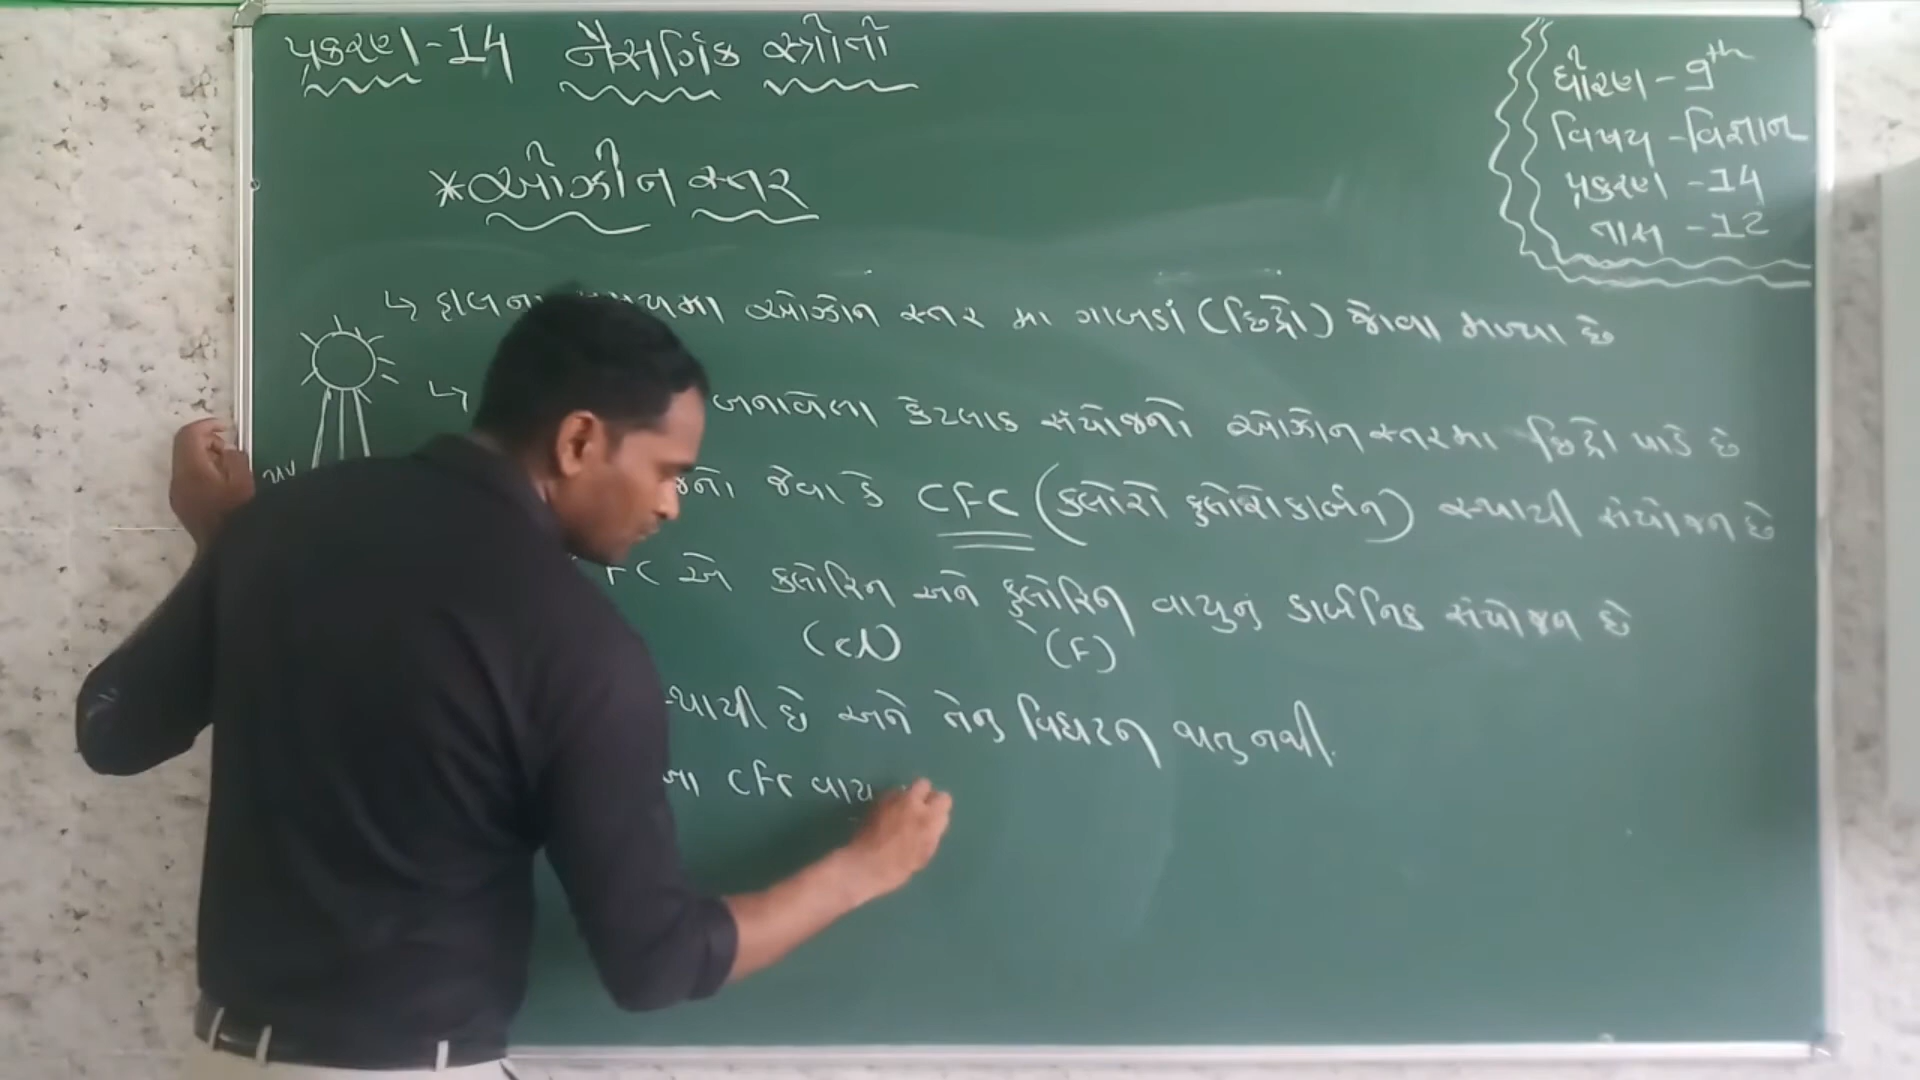 પ્રકરણ-14 નૈસર્ગિક સ્ત્રોતો
ધોરણ - 9th
વિષય - વિજ્ઞાન
પ્રકરણ - 14
તાસ - 12
*ઓઝોન સ્તર
↳ હાલના મા ઓઝોન સ્તર મા ગાબડાં (છિદ્રો) જોવા મળ્યા છે
↳ બનાવેલા કેટલાક સંયોજનો ઓઝોન સ્તરમા છિદ્રો પાડે છે
જેવા કે CFC (ક્લોરો ફ્લોરોકાર્બન) સ્થાયી સંયોજન છે
એ ક્લોરિન અને ફ્લોરિન વાયુનું કાર્બનિક સંયોજન છે
(Cl) (F)
છે અને તેનુ વિઘટન થતુ નથી.
CFC વાયુ
UV